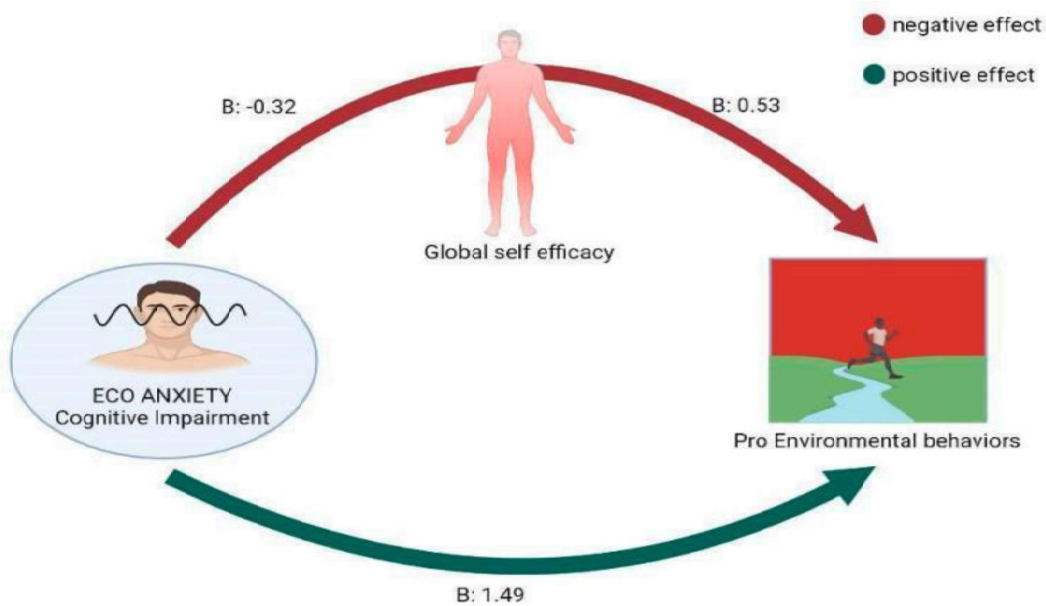 negative effect
positive effect
B: -0.32
B: 0.53
Global self efficacy
ECO ANXIETY
Cognitive Impairment
Pro Environmental behaviors
B: 1.49